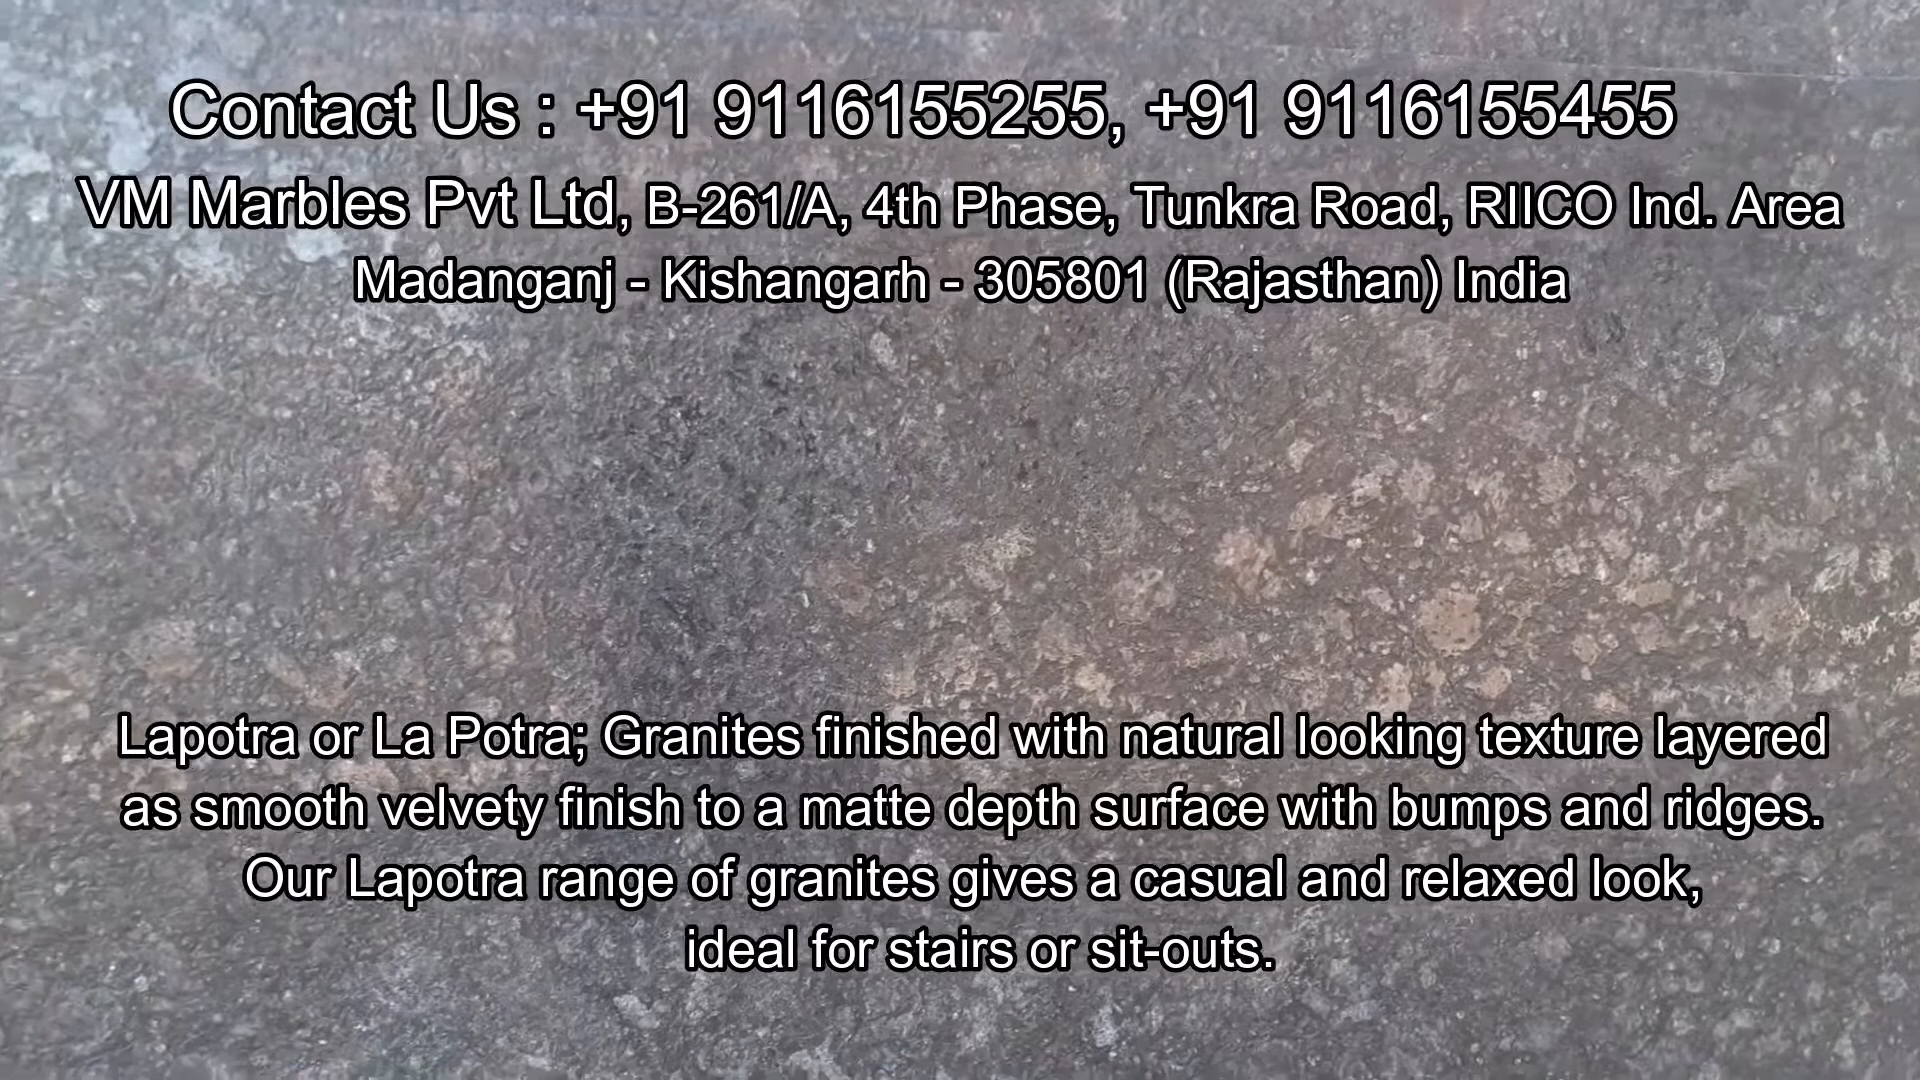 Contact Us : +91 9116155255, +91 9116155455
VM Marbles Pvt Ltd, B-261/A, 4th Phase, Tunkra Road, RIICO Ind. Area
Madanganj - Kishangarh - 305801 (Rajasthan) India
Lapotra or La Potra; Granites finished with natural looking texture layered
as smooth velvety finish to a matte depth surface with bumps and ridges.
Our Lapotra range of granites gives a casual and relaxed look,
ideal for stairs or sit-outs.